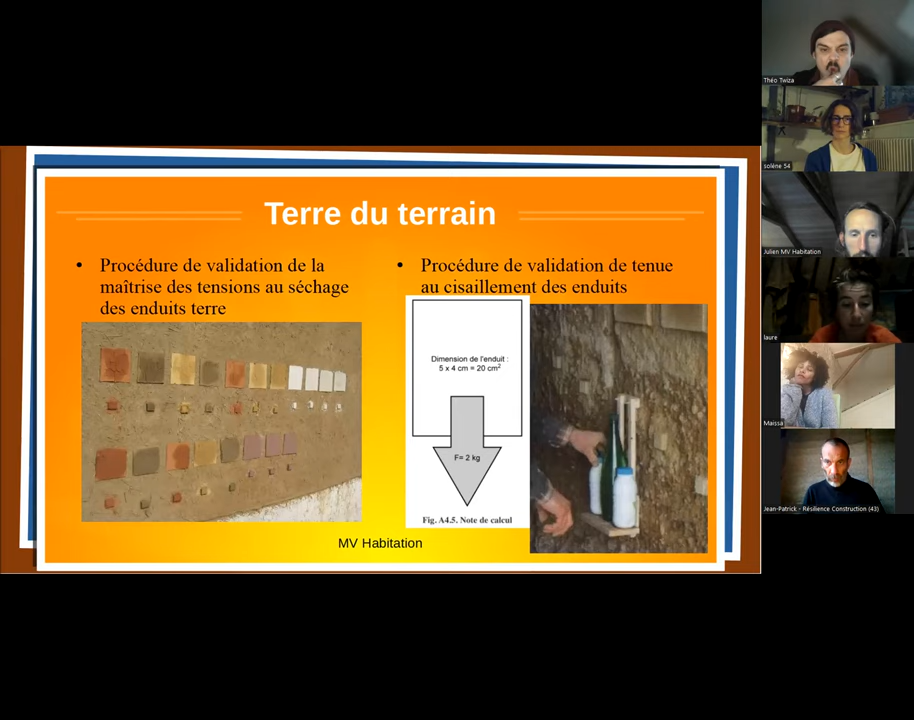 Terre du terrain
• Procédure de validation de la
maîtrise des tensions au séchage
des enduits terre
• Procédure de validation de tenue
au cisaillement des enduits
Dimension de l'enduit :
5 x 4 cm = 20 cm²
F= 2 kg
Fig. A4.5. Note de calcul
MV Habitation
Théo Twiza
solène 54
Julien MV Habitation
laure
Maissa
Jean-Patrick - Résilience Construction (43)